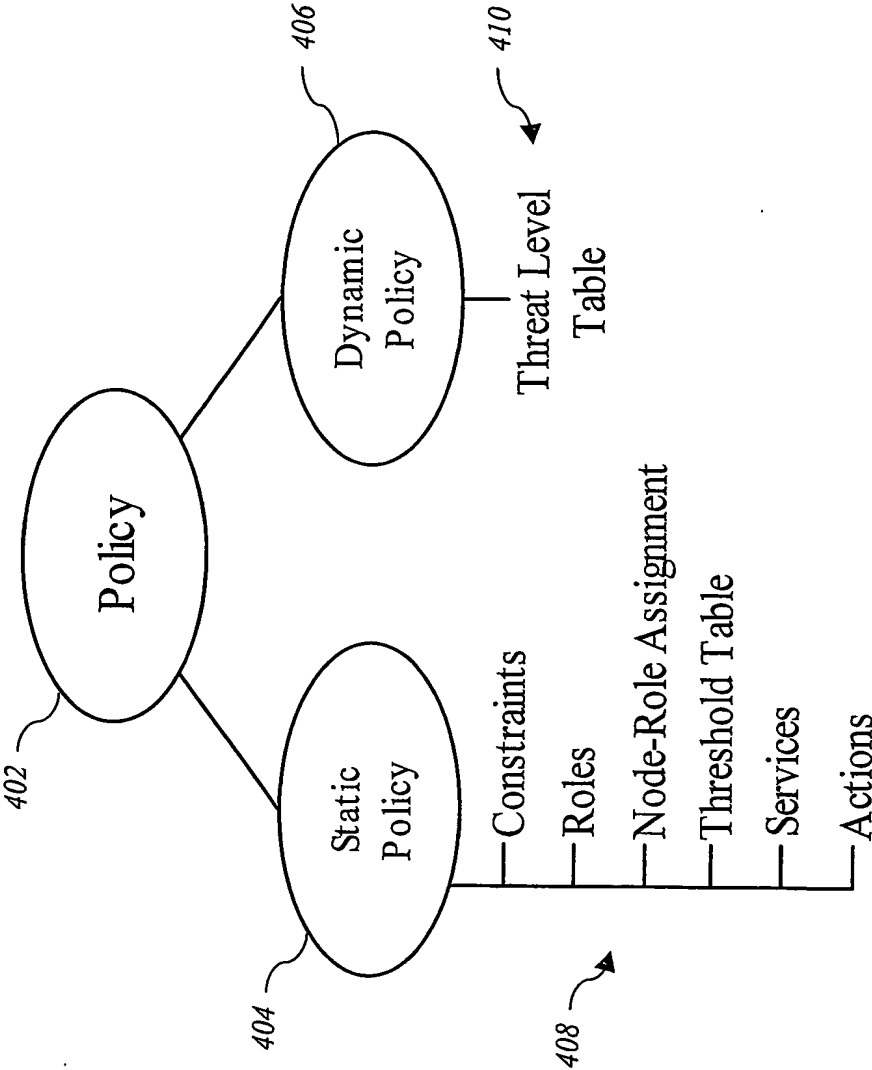 402
Policy
404
Static
Policy
406
Dynamic
Policy
408
Constraints
Roles
Node-Role Assignment
Threshold Table
Services
Actions
410
Threat Level
Table